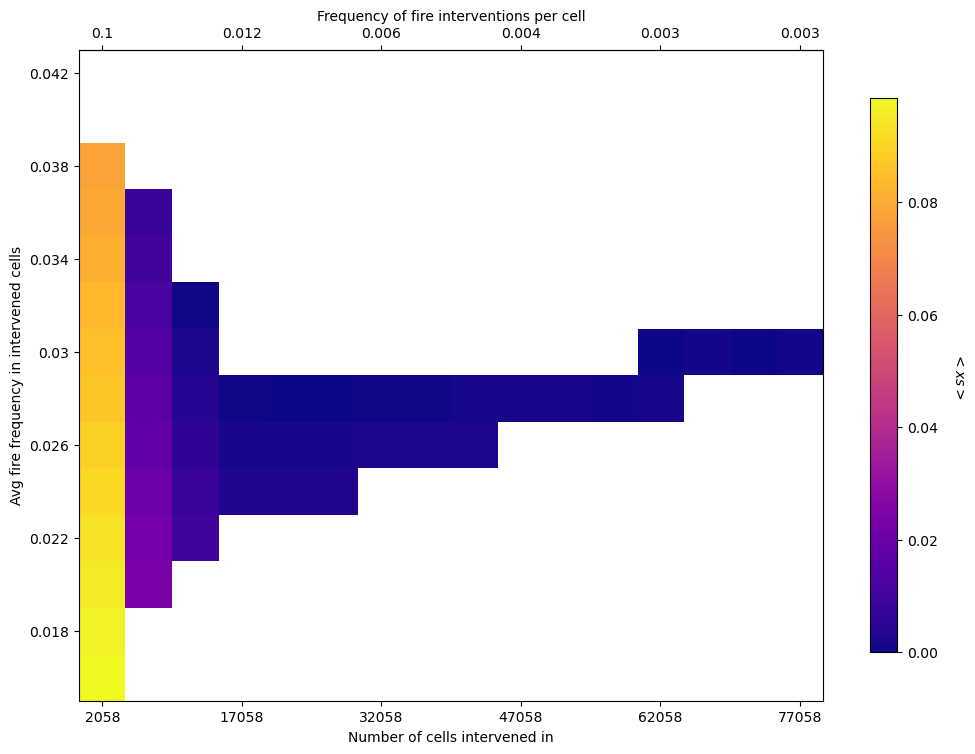 Frequency of fire interventions per cell
0.1 0.012 0.006 0.004 0.003 0.003
0.042
0.038
0.034
0.03
0.026
0.022
0.018
Avg fire frequency in intervened cells
2058 17058 32058 47058 62058 77058
Number of cells intervened in
0.08
0.06
0.04
0.02
0.00
< sx >